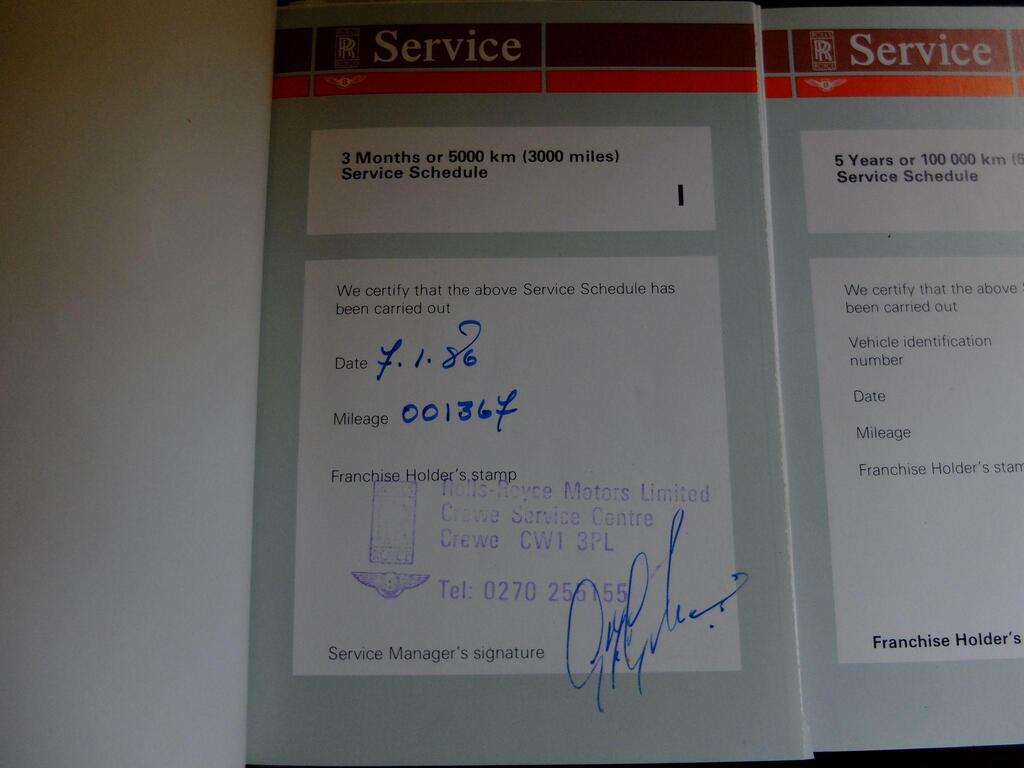 Service
3 Months or 5000 km (3000 miles)
Service Schedule
I
We certify that the above Service Schedule has
been carried out
Date 7.1.86
Mileage 001367
Franchise Holder's stamp
Rolls-Royce Motors Limited
Crewe Service Centre
Crewe CW1 3PL
ROYCE
Tel: 0270 255155
Service Manager's signature
Service
5 Years or 100 000 km (6
Service Schedule
We certify that the above S
been carried out
Vehicle identification
number
Date
Mileage
Franchise Holder's stam
Franchise Holder's s